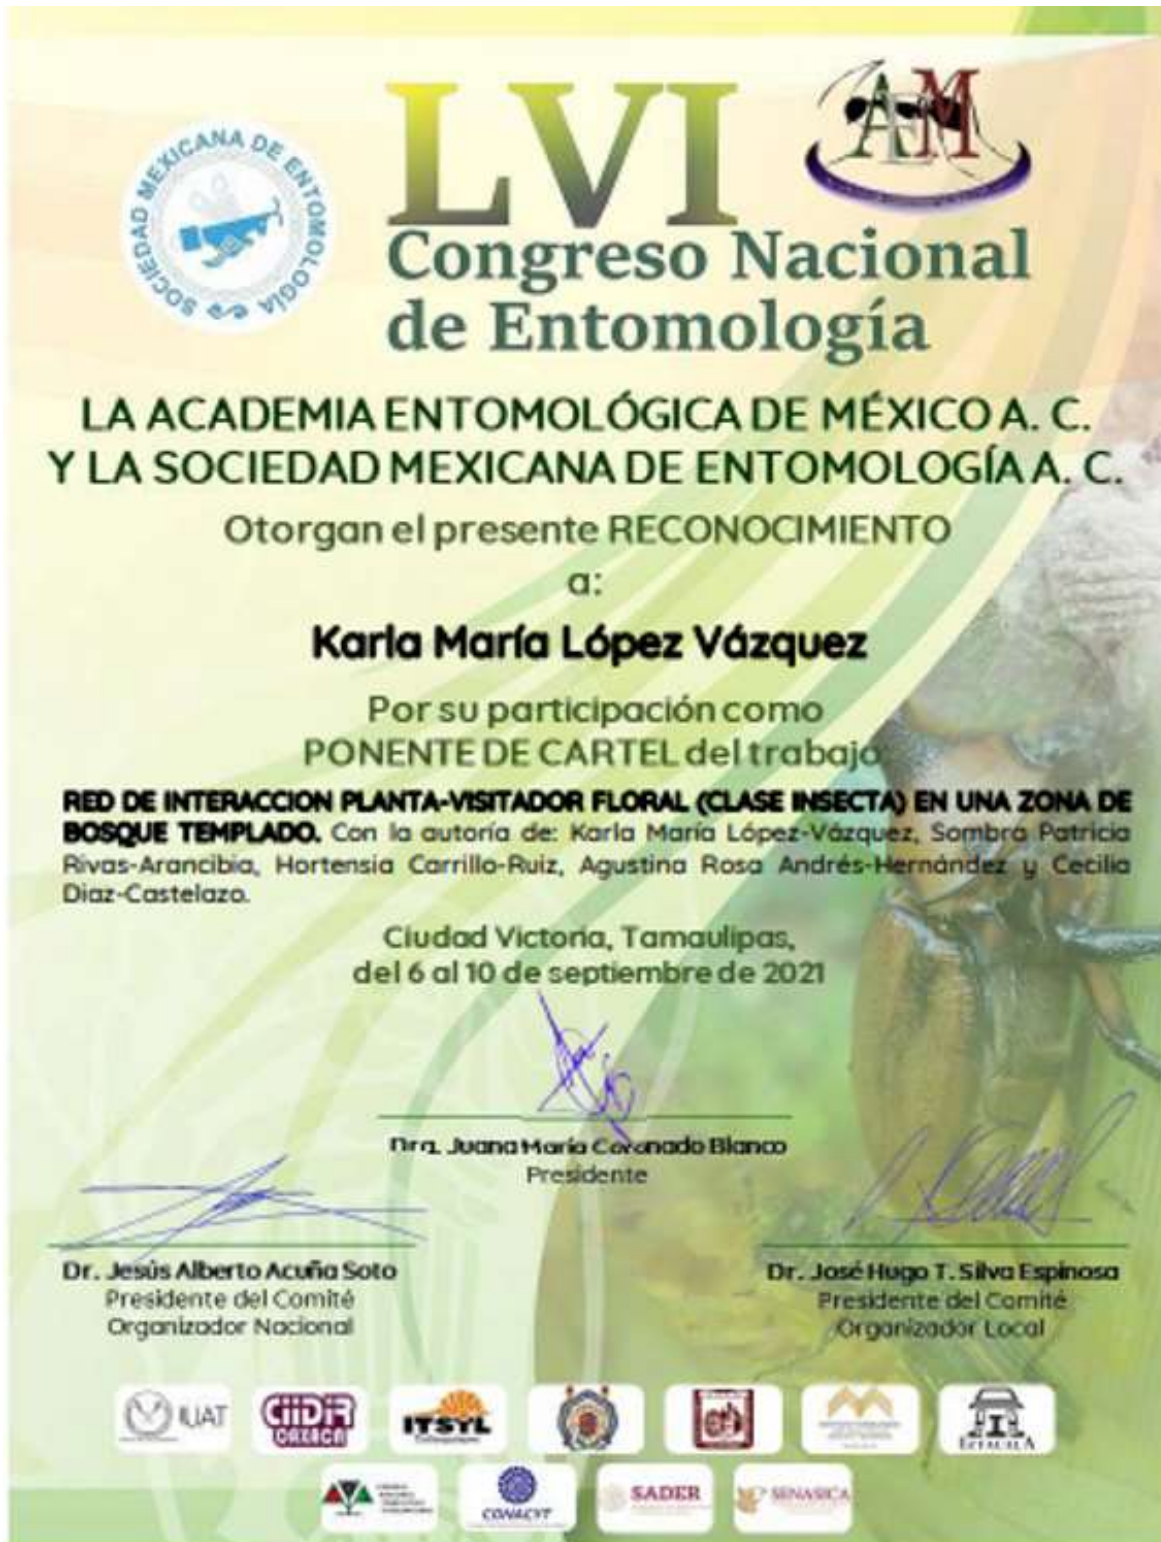 LVI
AEM
SOCIEDAD MEXICANA DE ENTOMOLOGÍA
Congreso Nacional
de Entomología
LA ACADEMIA ENTOMOLÓGICA DE MÉXICO A. C.
Y LA SOCIEDAD MEXICANA DE ENTOMOLOGÍA A. C.
Otorgan el presente RECONOCIMIENTO
a:
Karla María López Vázquez
Por su participación como
PONENTE DE CARTEL del trabajo
RED DE INTERACCION PLANTA-VISITADOR FLORAL (CLASE INSECTA) EN UNA ZONA DE
BOSQUE TEMPLADO. Con la autoría de: Karla María López-Vázquez, Sombra Patricia
Rivas-Arancibia, Hortensia Carrillo-Ruiz, Agustina Rosa Andrés-Hernández y Cecilia
Diaz-Castelazo.
Ciudad Victoria, Tamaulipas,
del 6 al 10 de septiembre de 2021
Dra. Juana María Coronado Blanco
Presidente
Dr. Jesús Alberto Acuña Soto
Presidente del Comité
Organizador Nacional
Dr. José Hugo T. Silva Espinosa
Presidente del Comité
Organizador Local
UAT
CIIDIR
OAXACA
ITSYL
IZTACALA
CONACYT
SADER
SENASICA